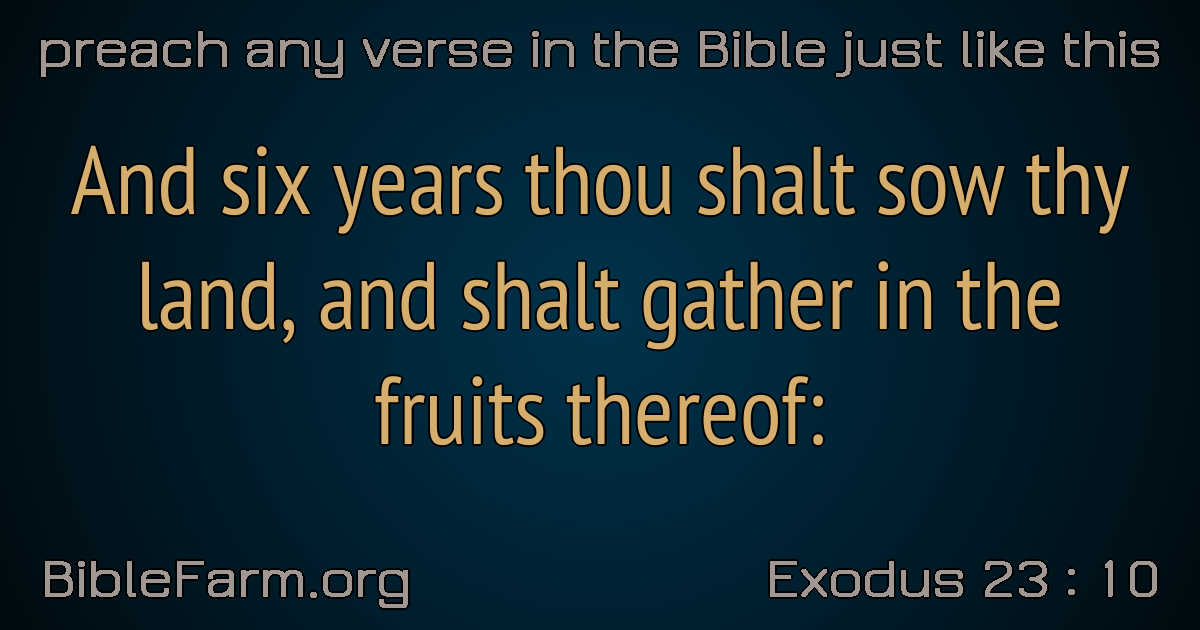 preach any verse in the Bible just like this
And six years thou shalt sow thy
land, and shalt gather in the
fruits thereof:
BibleFarm.org
Exodus 23 : 10